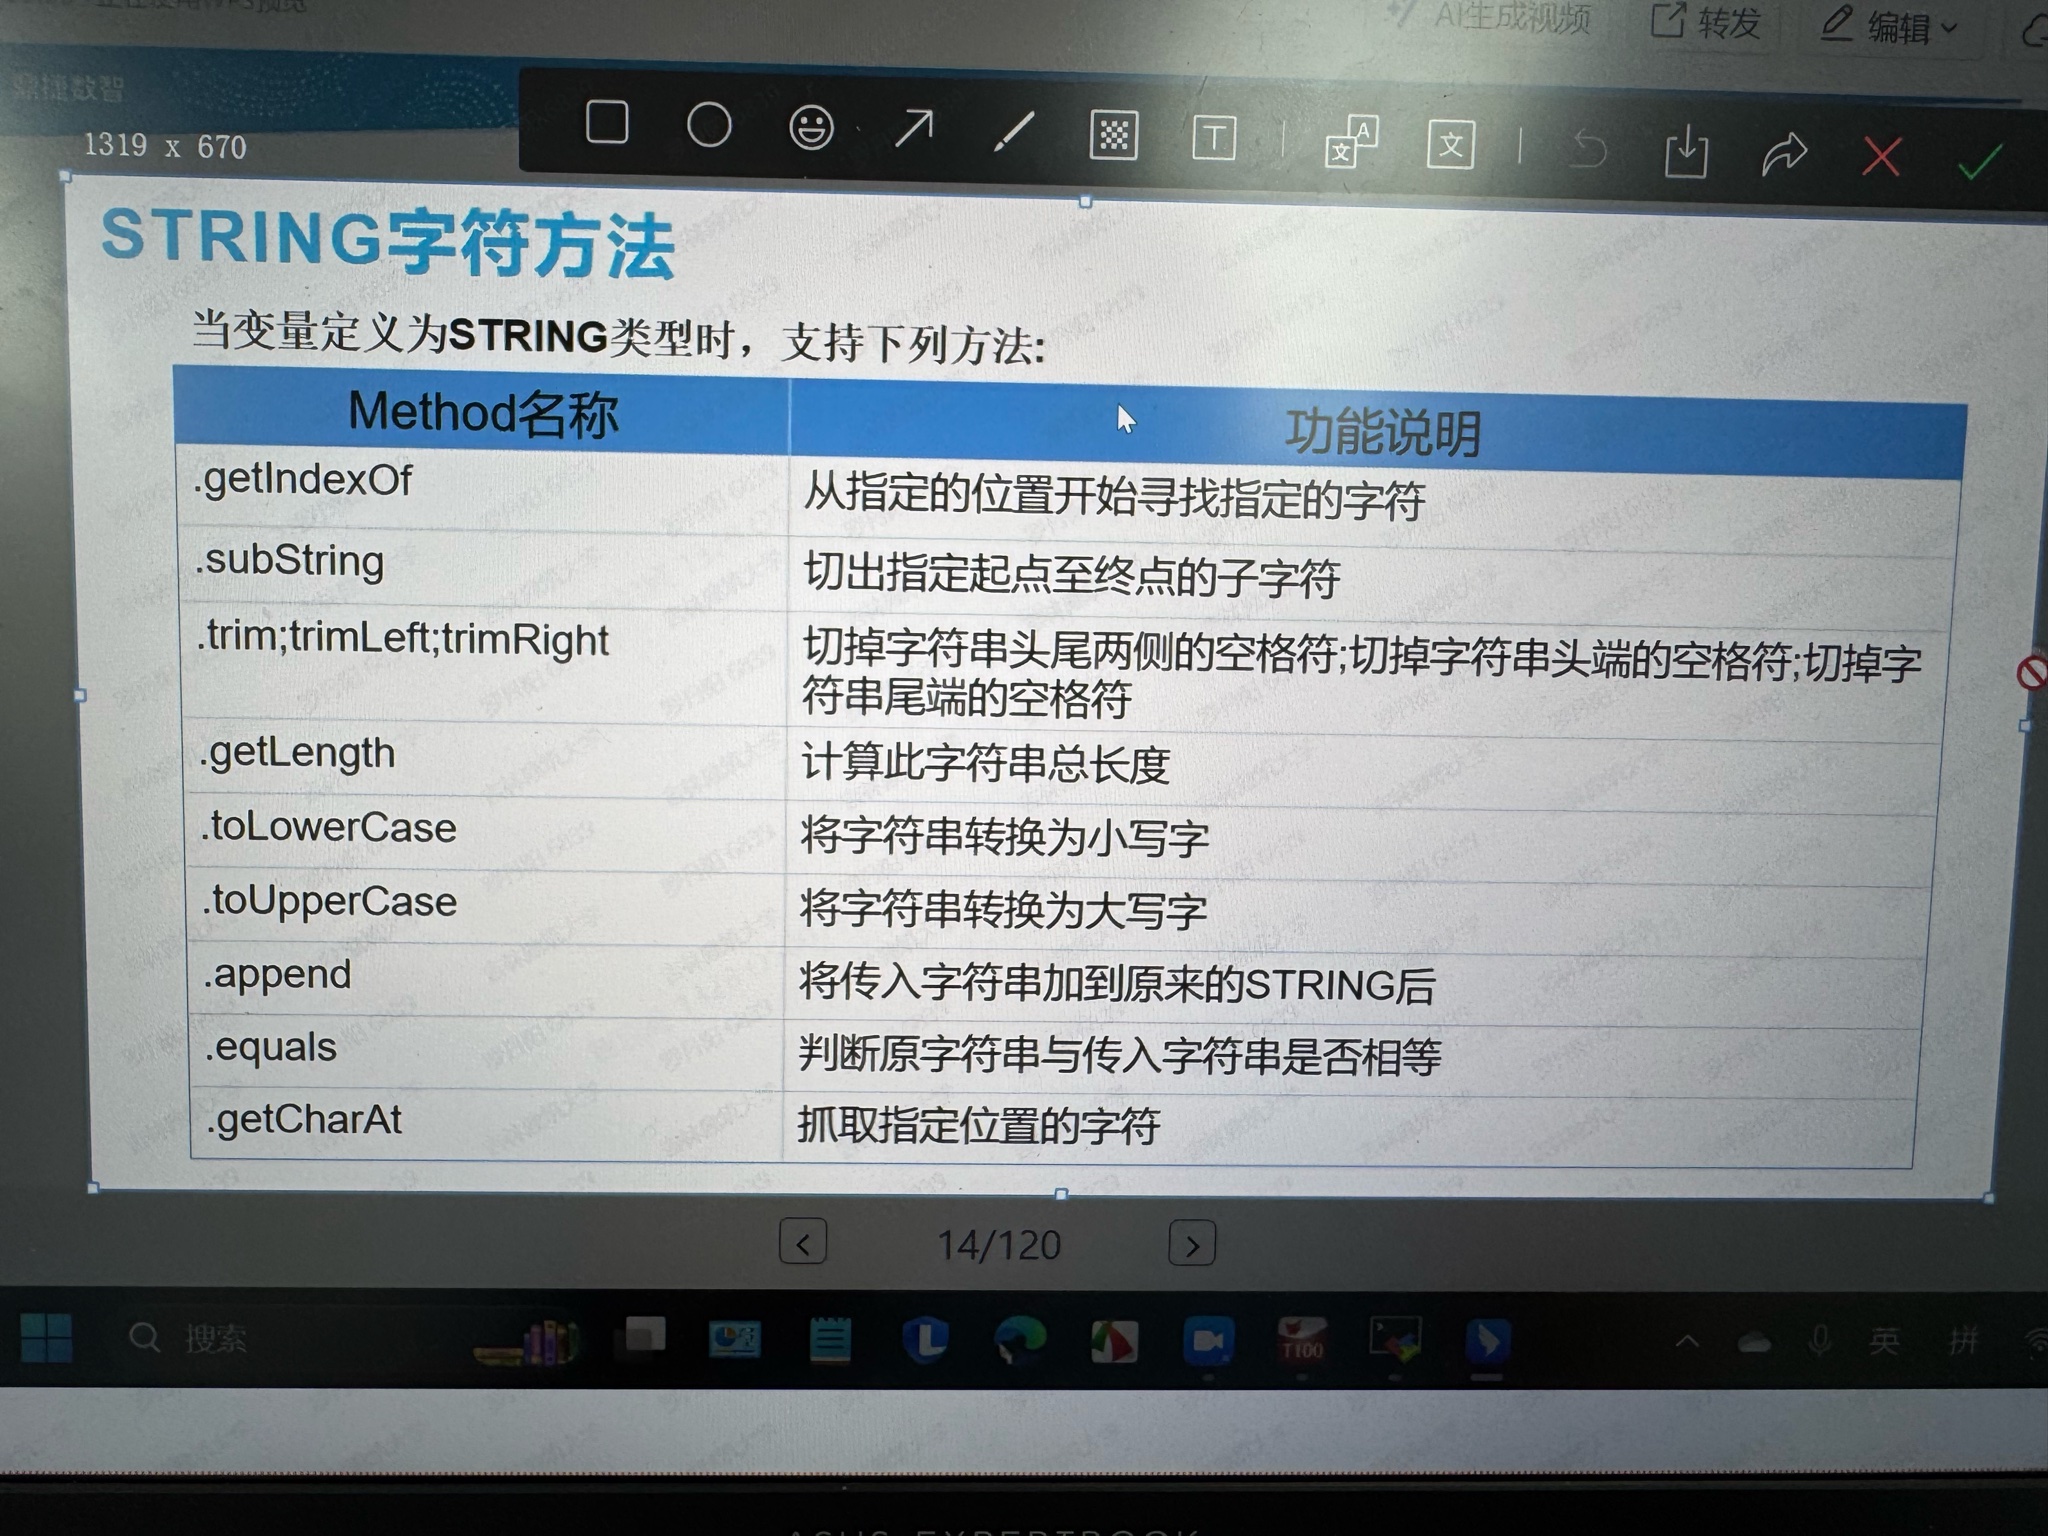 AI生成视频
转发
编辑
鼎捷数智
1319 x 670
STRING字符方法
当变量定义为STRING类型时，支持下列方法:
Method名称 功能说明
.getIndexOf 从指定的位置开始寻找指定的字符
.subString 切出指定起点至终点的子字符
.trim;trimLeft;trimRight 切掉字符串头尾两侧的空格符;切掉字符串头端的空格符;切掉字
符串尾端的空格符
.getLength 计算此字符串总长度
.toLowerCase 将字符串转换为小写字
.toUpperCase 将字符串转换为大写字
.append 将传入字符串加到原来的STRING后
.equals 判断原字符串与传入字符串是否相等
.getCharAt 抓取指定位置的字符
14/120
搜索
T100
英 拼
ASUS EXPERTBOOK